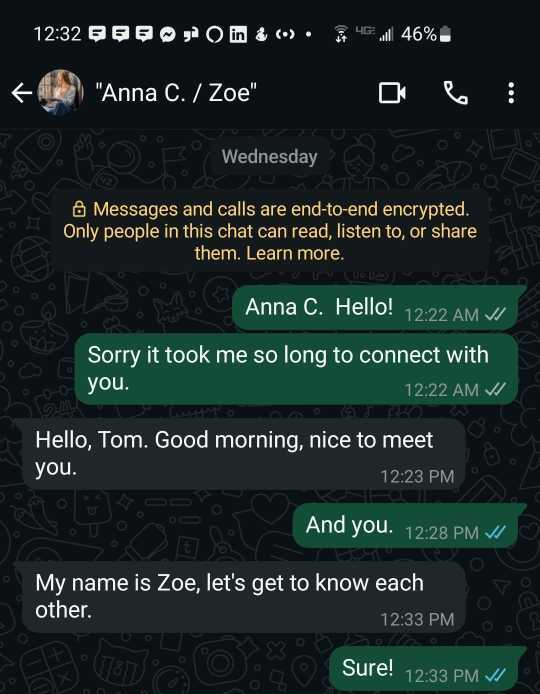 12:32
4GE
46%
"Anna C. / Zoe"
Wednesday
Messages and calls are end-to-end encrypted.
Only people in this chat can read, listen to, or share
them. Learn more.
Anna C.  Hello!
12:22 AM
Sorry it took me so long to connect with
you.
12:22 AM
Hello, Tom. Good morning, nice to meet
you.
12:23 PM
And you.
12:28 PM
My name is Zoe, let's get to know each
other.
12:33 PM
Sure!
12:33 PM